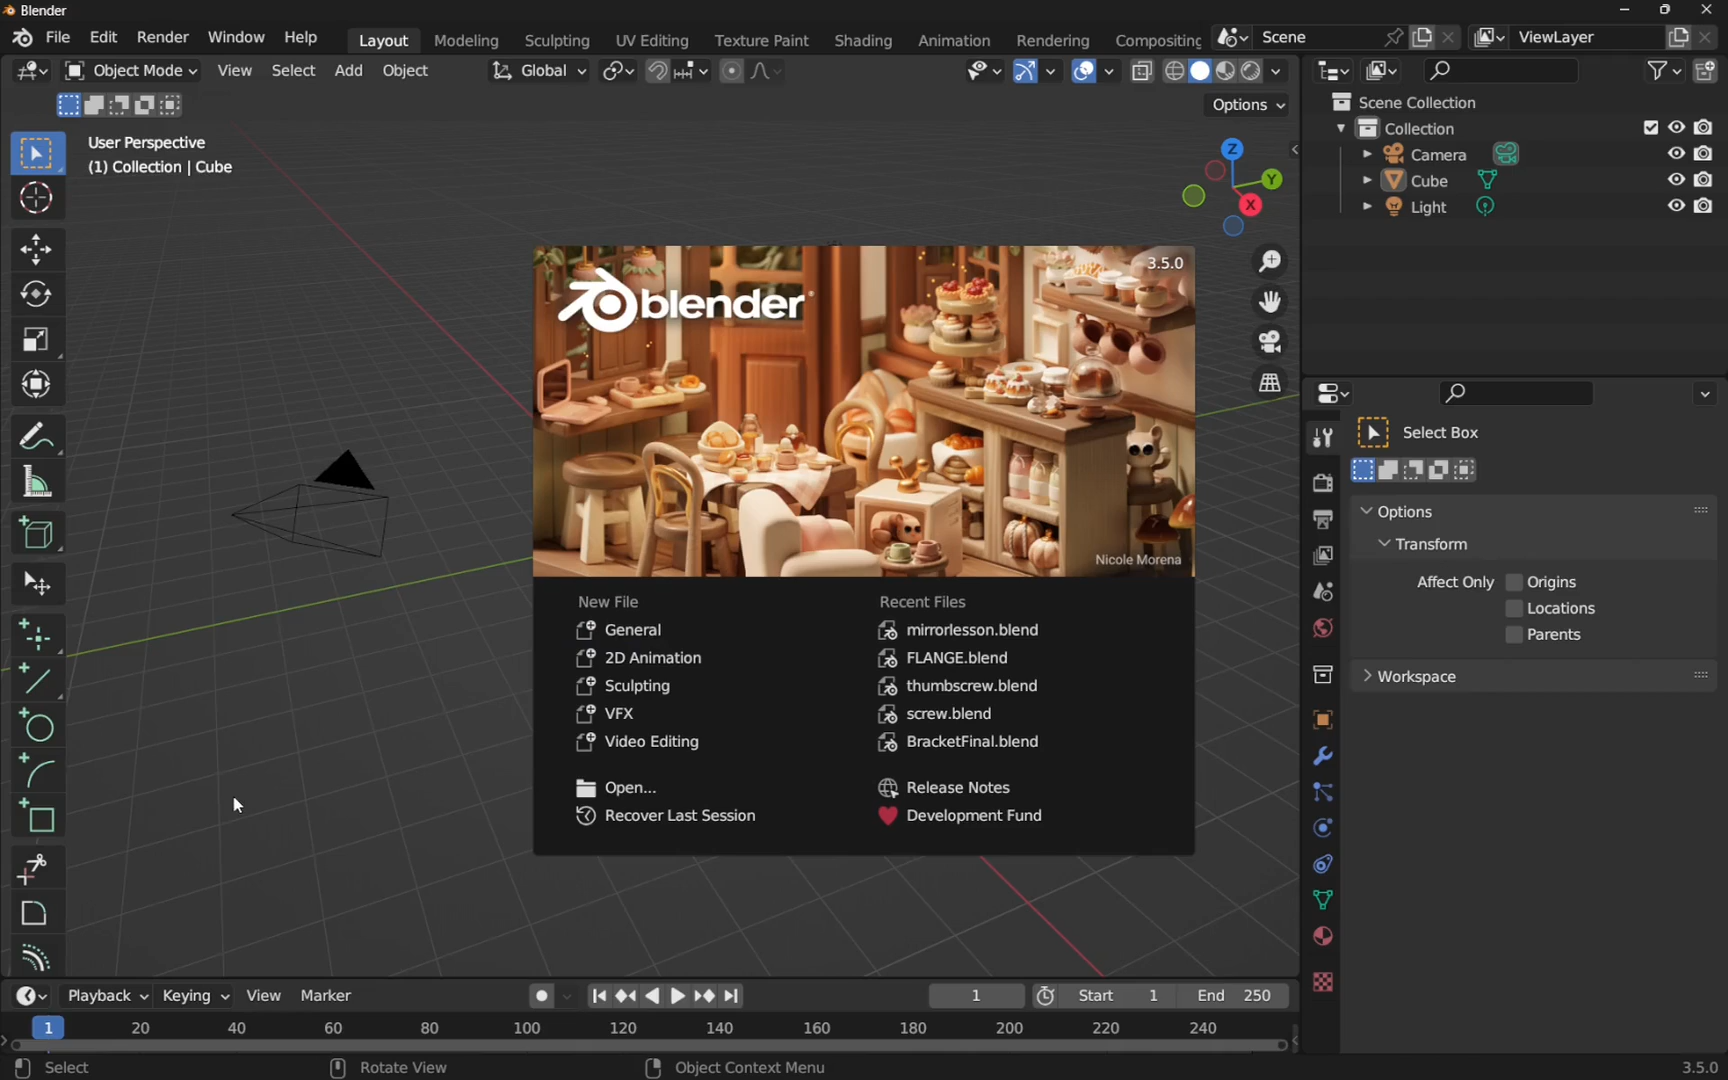 Blender
File Edit Render Window Help Layout Modeling Sculpting UV Editing Texture Paint Shading Animation Rendering Compositing Scene ViewLayer
Object Mode View Select Add Object Global
Options
User Perspective
(1) Collection | Cube
Z
Y
X
Scene Collection
Collection
Camera
Cube
Light
3.5.0
blender
Nicole Morena
New File
General
2D Animation
Sculpting
VFX
Video Editing
Open...
Recover Last Session
Recent Files
mirrorlesson.blend
FLANGE.blend
thumbscrew.blend
screw.blend
BracketFinal.blend
Release Notes
Development Fund
Select Box
Options
Transform
Affect Only Origins
Locations
Parents
Workspace
Playback Keying View Marker 1 Start 1 End 250
1 20 40 60 80 100 120 140 160 180 200 220 240
Select Rotate View Object Context Menu 3.5.0